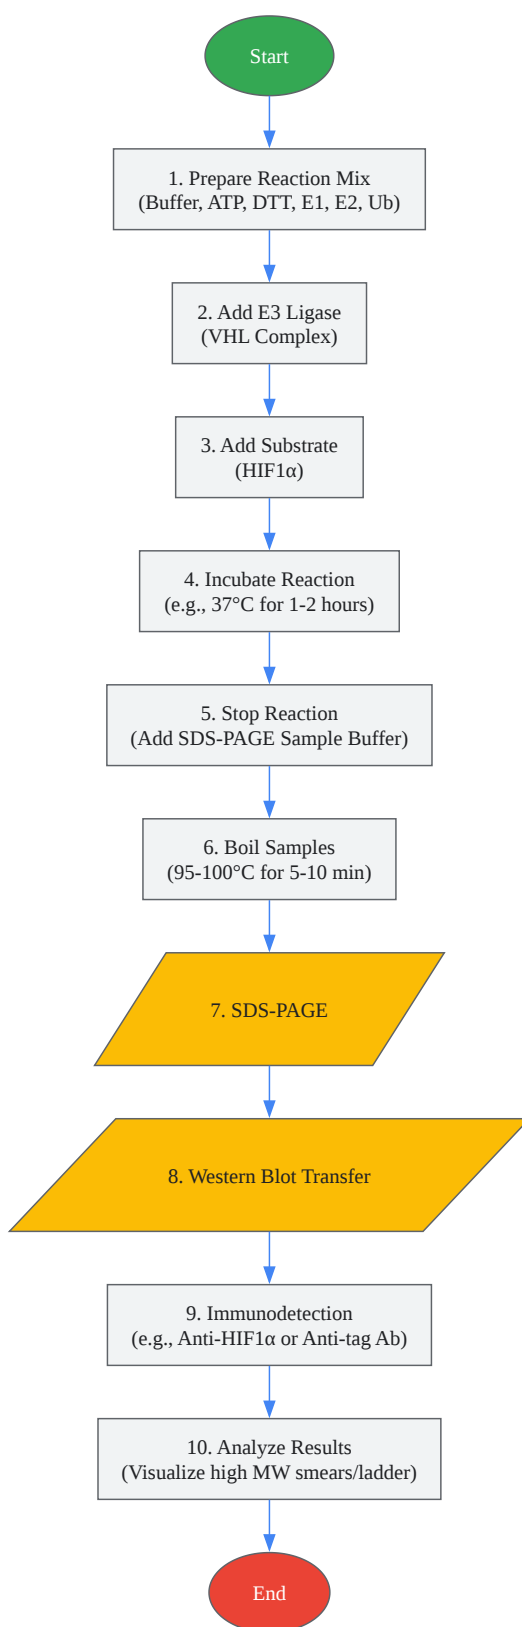 Start
1. Prepare Reaction Mix
(Buffer, ATP, DTT, E1, E2, Ub)
2. Add E3 Ligase
(VHL Complex)
3. Add Substrate
(HIF1α)
4. Incubate Reaction
(e.g., 37°C for 1-2 hours)
5. Stop Reaction
(Add SDS-PAGE Sample Buffer)
6. Boil Samples
(95-100°C for 5-10 min)
7. SDS-PAGE
8. Western Blot Transfer
9. Immunodetection
(e.g., Anti-HIF1α or Anti-tag Ab)
10. Analyze Results
(Visualize high MW smears/ladder)
End